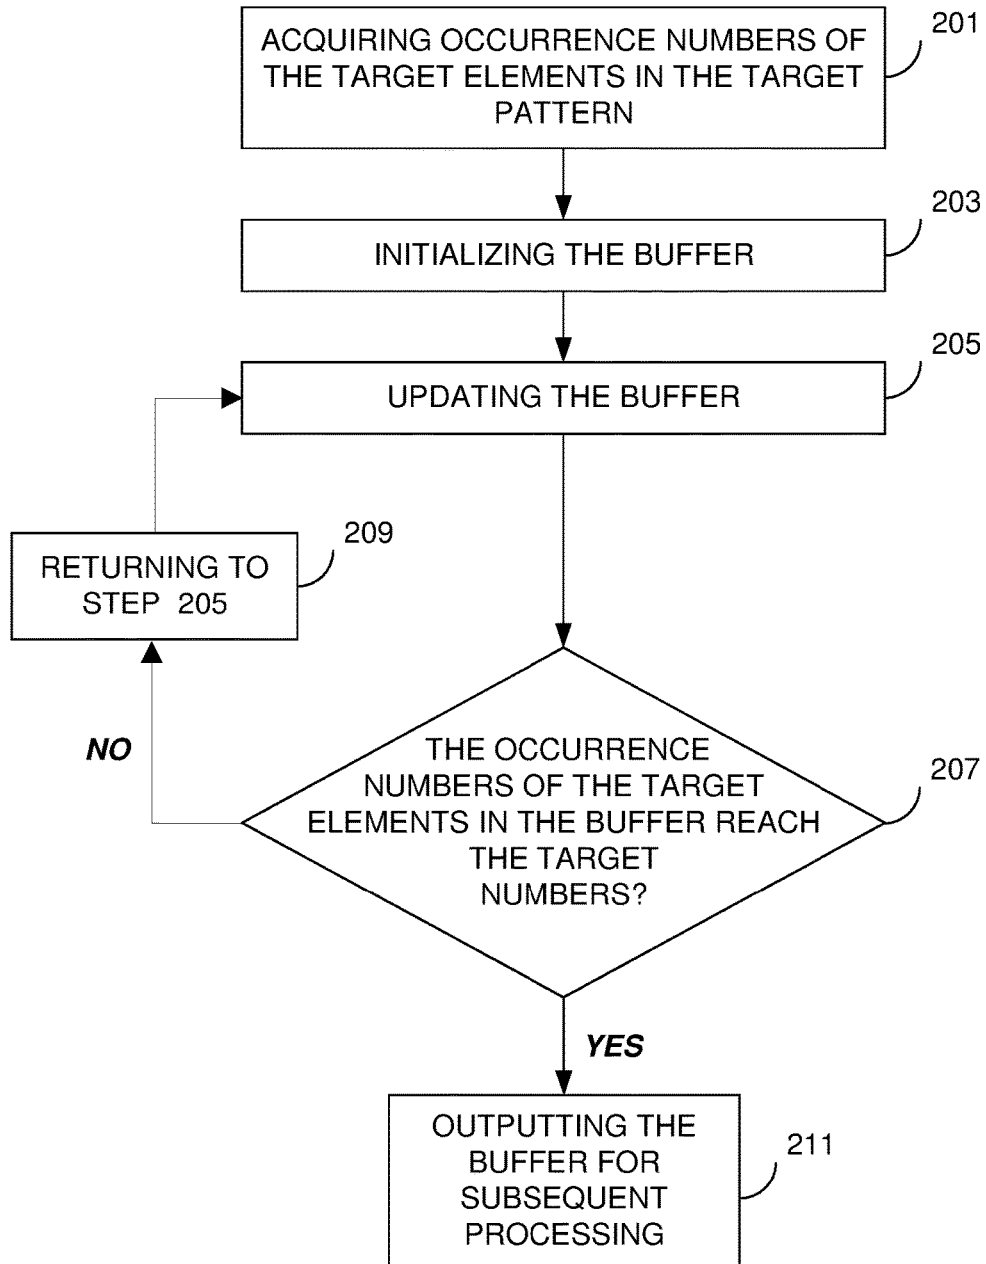 ACQUIRING OCCURRENCE NUMBERS OF
THE TARGET ELEMENTS IN THE TARGET
PATTERN
201
INITIALIZING THE BUFFER
203
UPDATING THE BUFFER
205
RETURNING TO
STEP 205
209
NO
THE OCCURRENCE
NUMBERS OF THE TARGET
ELEMENTS IN THE BUFFER REACH
THE TARGET
NUMBERS?
207
YES
OUTPUTTING THE
BUFFER FOR
SUBSEQUENT
PROCESSING
211